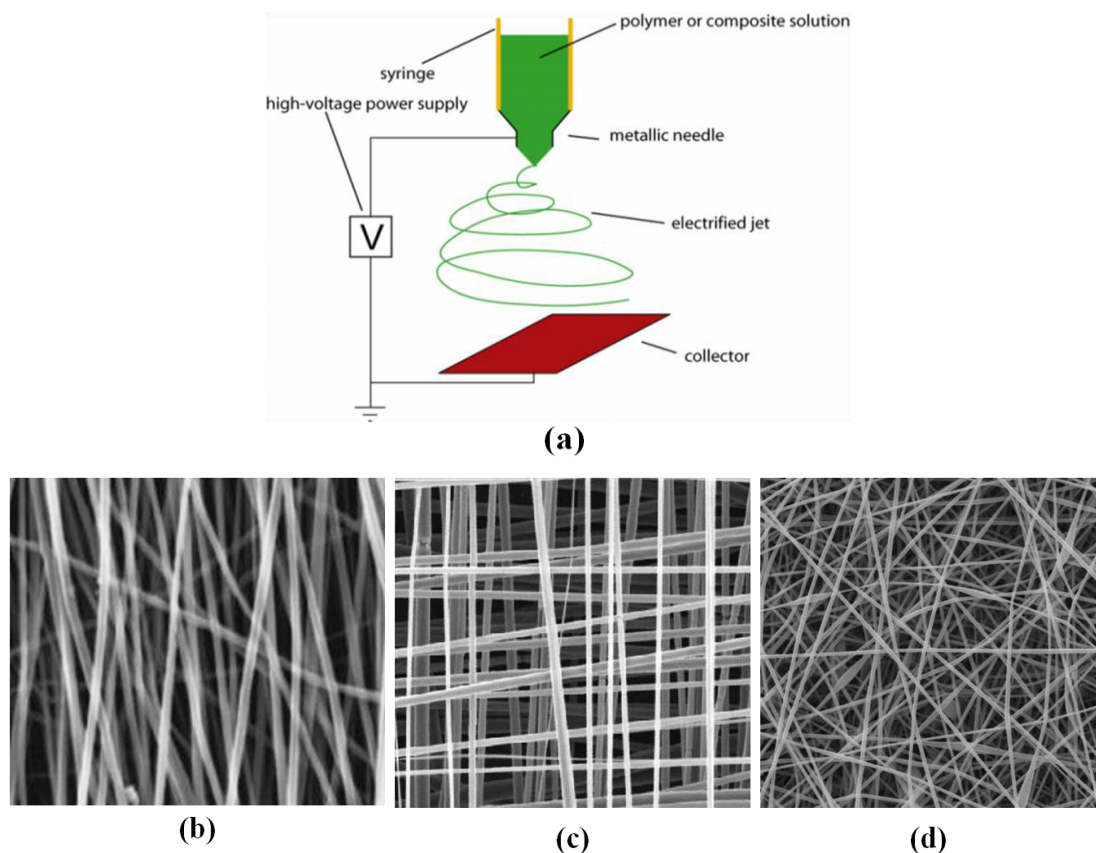 polymer or composite solution
syringe
high-voltage power supply
metallic needle
electrified jet
V
collector
(a)
(b)
(c)
(d)